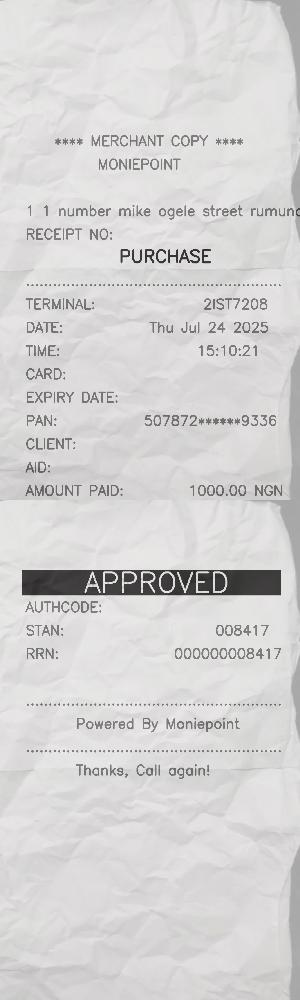 **** MERCHANT COPY ****
MONIEPOINT
1 1 number mike ogele street rumuno
RECEIPT NO:
PURCHASE
TERMINAL: 2IST7208
DATE: Thu Jul 24 2025
TIME: 15:10:21
CARD:
EXPIRY DATE:
PAN: 507872******9336
CLIENT:
AID:
AMOUNT PAID: 1000.00 NGN
APPROVED
AUTHCODE:
STAN: 008417
RRN: 000000008417
Powered By Moniepoint
Thanks, Call again!